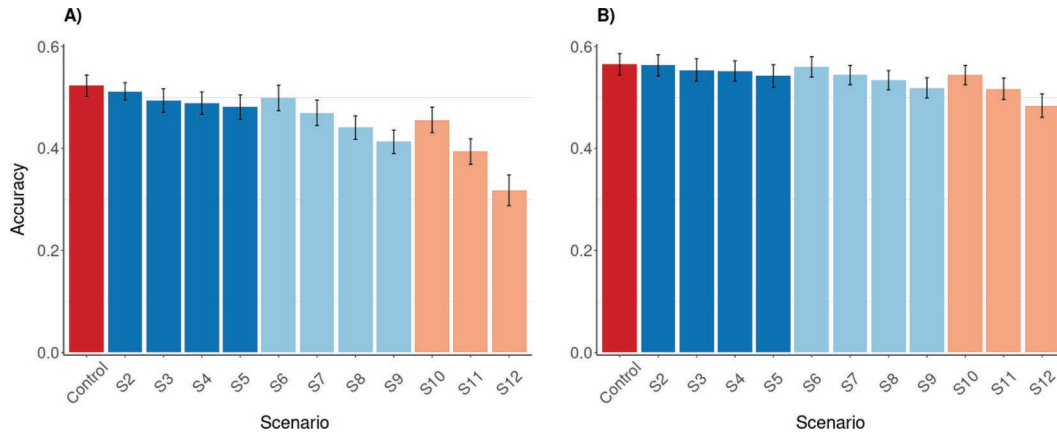 A)
0.6
0.4
0.2
0.0
Accuracy
Control S2 S3 S4 S5 S6 S7 S8 S9 S10 S11 S12
Scenario
B)
0.6
0.4
0.2
0.0
Control S2 S3 S4 S5 S6 S7 S8 S9 S10 S11 S12
Scenario